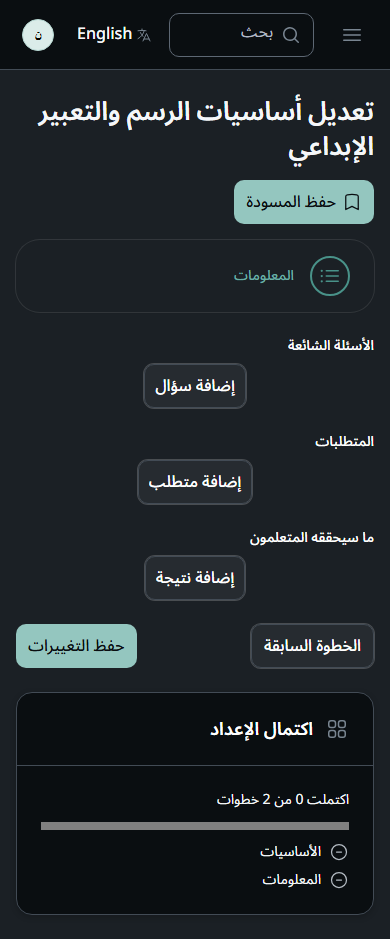 بحث
English
ن
تعديل أساسيات الرسم والتعبير
الإبداعي
حفظ المسودة
المعلومات
الأسئلة الشائعة
إضافة سؤال
المتطلبات
إضافة متطلب
ما سيحققه المتعلمون
إضافة نتيجة
الخطوة السابقة
حفظ التغييرات
اكتمال الإعداد
اكتملت 0 من 2 خطوات
الأساسيات
المعلومات